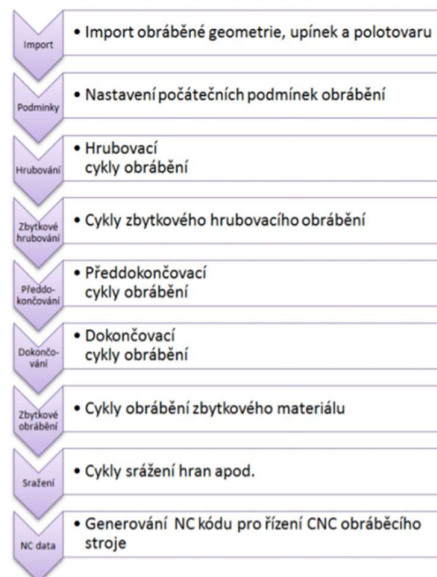 Import
• Import obráběné geometrie, upínek a polotovaru
Podmínky
• Nastavení počátečních podmínek obrábění
Hrubování
• Hrubovací
cykly obrábění
Zbytkové
hrubování
• Cykly zbytkového hrubovacího obrábění
Předdo-
končování
• Předdokončovací
cykly obrábění
Dokončo-
vání
• Dokončovací
cykly obrábění
Zbytkové
obrábění
• Cykly obrábění zbytkového materiálu
Sražení
• Cykly srážení hran apod.
NC data
• Generování NC kódu pro řízení CNC obráběcího
stroje